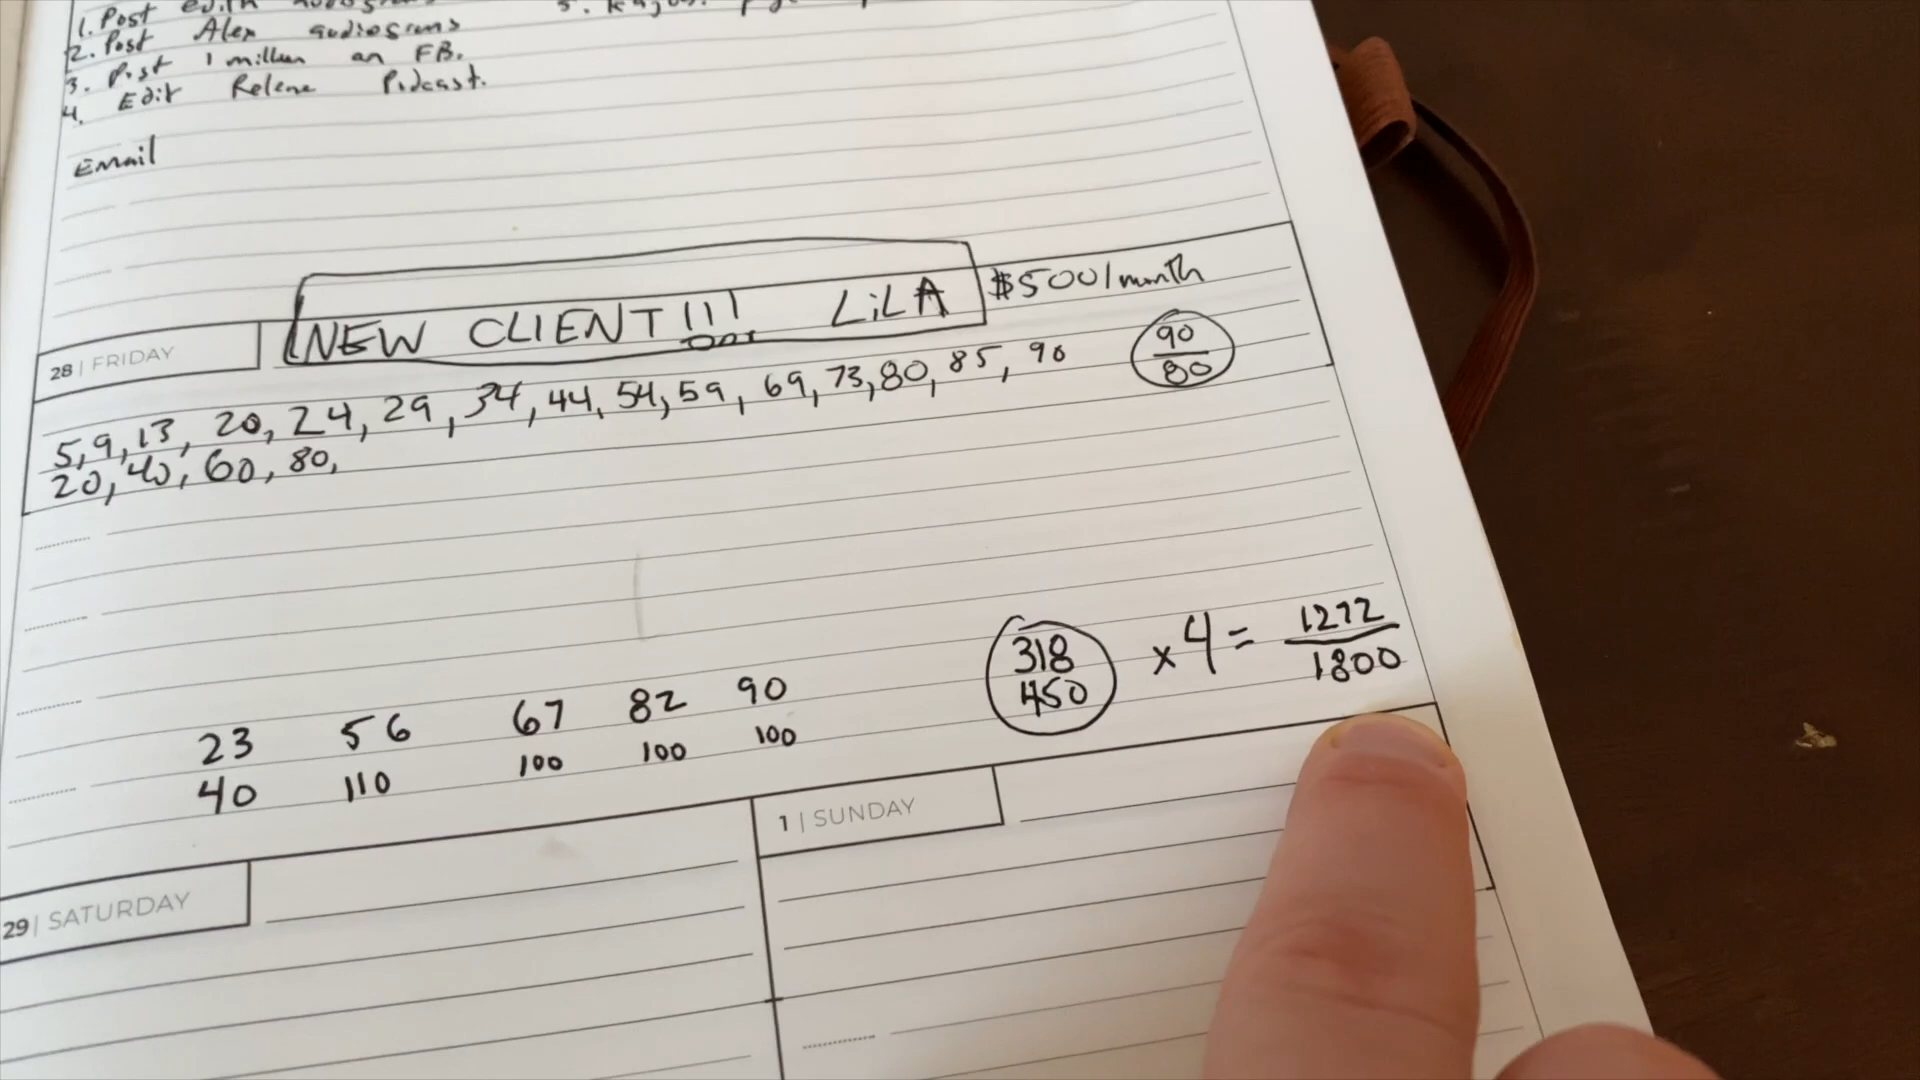 1. Post edith audiograms
2. Post Alex audiograms
3. Post 1 million on FB.
4. Edit Release Podcast.
Email
NEW CLIENT!!! LiLA $500/month
28 | FRIDAY
5, 9, 13, 20, 24, 29, 34, 44, 54, 59, 69, 73, 80, 85, 90
90
80
20, 40, 60, 80,
318 x 4 = 1272
450 1800
23 56 67 82 90
40 110 100 100 100
29 | SATURDAY
1 | SUNDAY